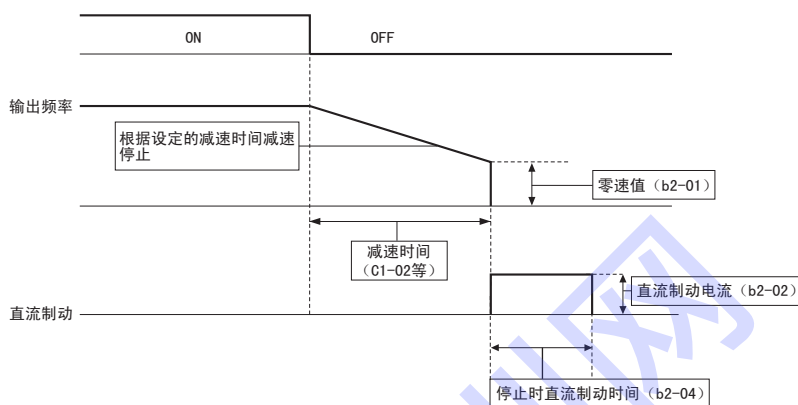 ON
OFF
输出频率
根据设定的减速时间减速
停止
零速值（b2-01）
减速时间
（C1-02等）
直流制动电流（b2-02）
直流制动
停止时直流制动时间（b2-04）